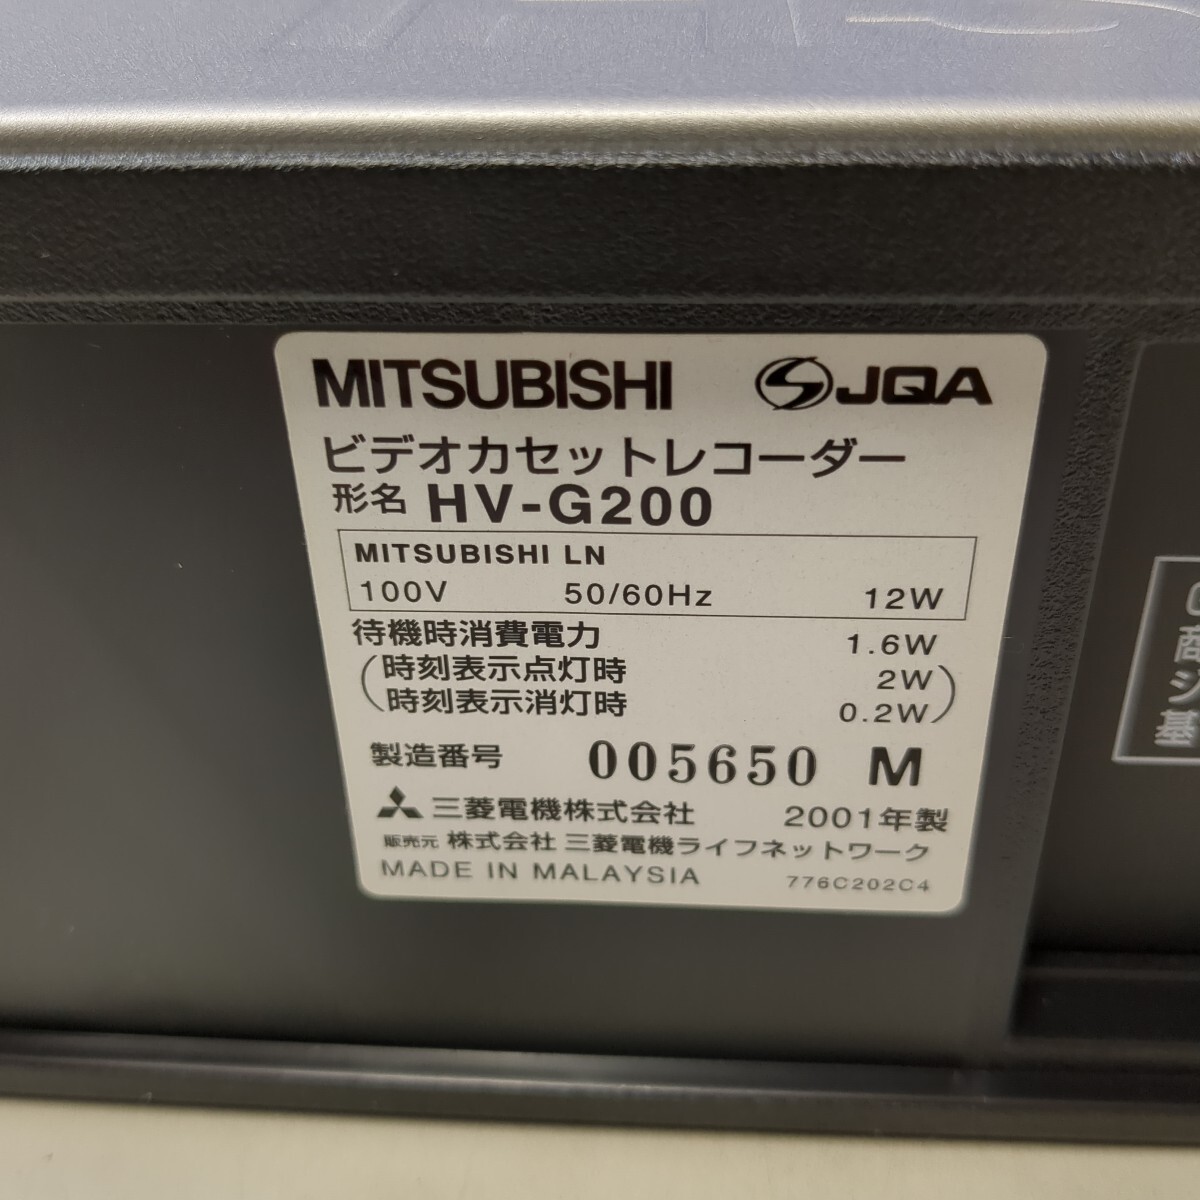 MITSUBISHI JQA
ビデオカセットレコーダー
形名 HV-G200
MITSUBISHI LN
100V 50/60Hz 12W
待機時消費電力 1.6W
(時刻表示点灯時 2W
時刻表示消灯時 0.2W)
製造番号 005650 M
三菱電機株式会社 2001年製
販売元 株式会社 三菱電機ライフネットワーク
MADE IN MALAYSIA 776C202C4
商
ジ
基